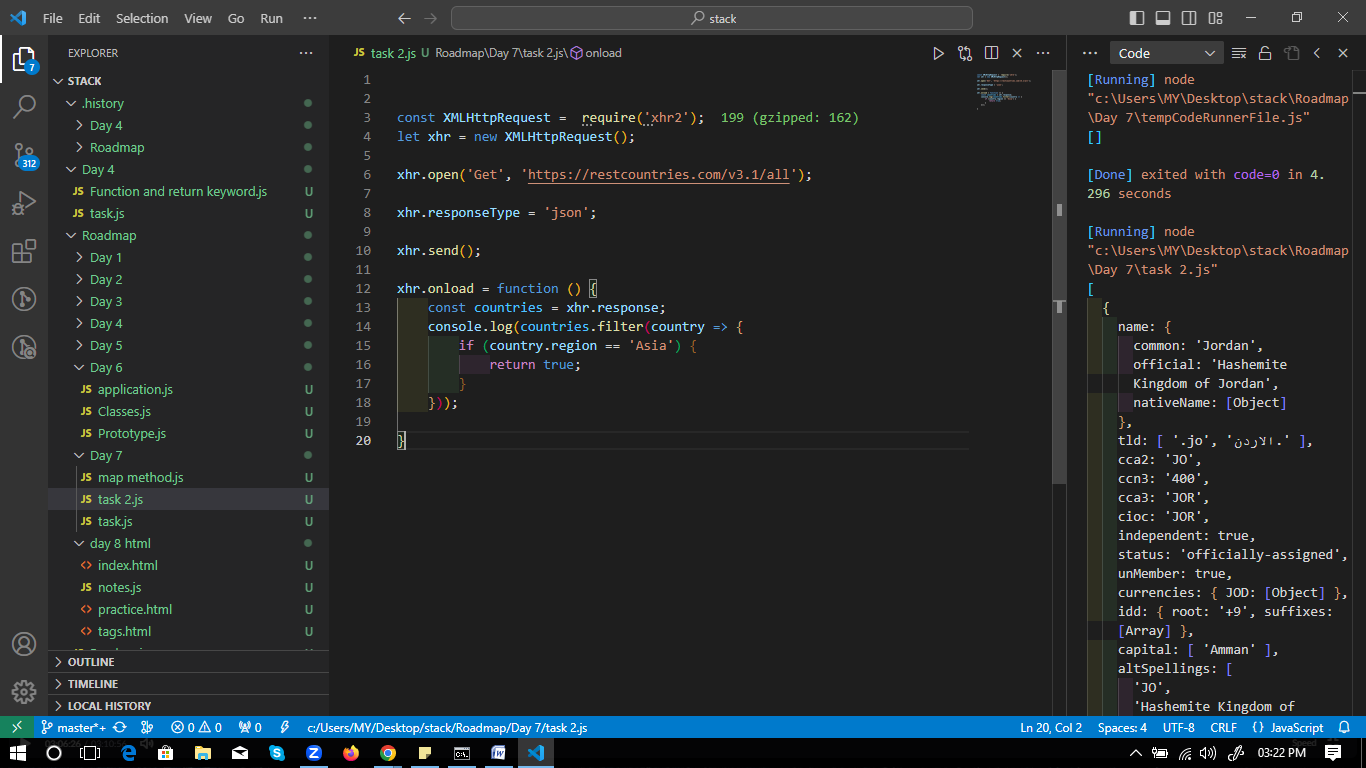 File Edit Selection View Go Run ···
stack
EXPLORER
STACK
.history
Day 4
Roadmap
Day 4
JS Function and return keyword.js U
JS task.js U
Roadmap
Day 1
Day 2
Day 3
Day 4
Day 5
Day 6
JS application.js U
JS Classes.js U
JS Prototype.js U
Day 7
JS map method.js U
JS task 2.js U
JS task.js U
day 8 html
<> index.html U
JS notes.js U
<> practice.html U
<> tags.html U
OUTLINE
TIMELINE
LOCAL HISTORY
7
312
JS task 2.js U Roadmap\Day 7\task 2.js\onload
1
2
3 const XMLHttpRequest =  require('xhr2');  199 (gzipped: 162)
4 let xhr = new XMLHttpRequest();
5
6 xhr.open('Get', 'https://restcountries.com/v3.1/all');
7
8 xhr.responseType = 'json';
9
10 xhr.send();
11
12 xhr.onload = function () {
13     const countries = xhr.response;
14     console.log(countries.filter(country => {
15         if (country.region == 'Asia') {
16             return true;
17         }
18     }));
19
20 }
Code
[Running] node
"c:\Users\MY\Desktop\stack\Roadmap
\Day 7\tempCodeRunnerFile.js"
[]
[Done] exited with code=0 in 4.
296 seconds
[Running] node
"c:\Users\MY\Desktop\stack\Roadmap
\Day 7\task 2.js"
[
{
name: {
common: 'Jordan',
official: 'Hashemite
Kingdom of Jordan',
nativeName: [Object]
},
tld: [ '.jo', 'الاردن.' ],
cca2: 'JO',
ccn3: '400',
cca3: 'JOR',
cioc: 'JOR',
independent: true,
status: 'officially-assigned',
unMember: true,
currencies: { JOD: [Object] },
idd: { root: '+9', suffixes:
[Array] },
capital: [ 'Amman' ],
altSpellings: [
'JO',
'Hashemite Kingdom of
master*+ 0 0 0 c:/Users/MY/Desktop/stack/Roadmap/Day 7/task 2.js Ln 20, Col 2 Spaces: 4 UTF-8 CRLF {} JavaScript
03:22 PM